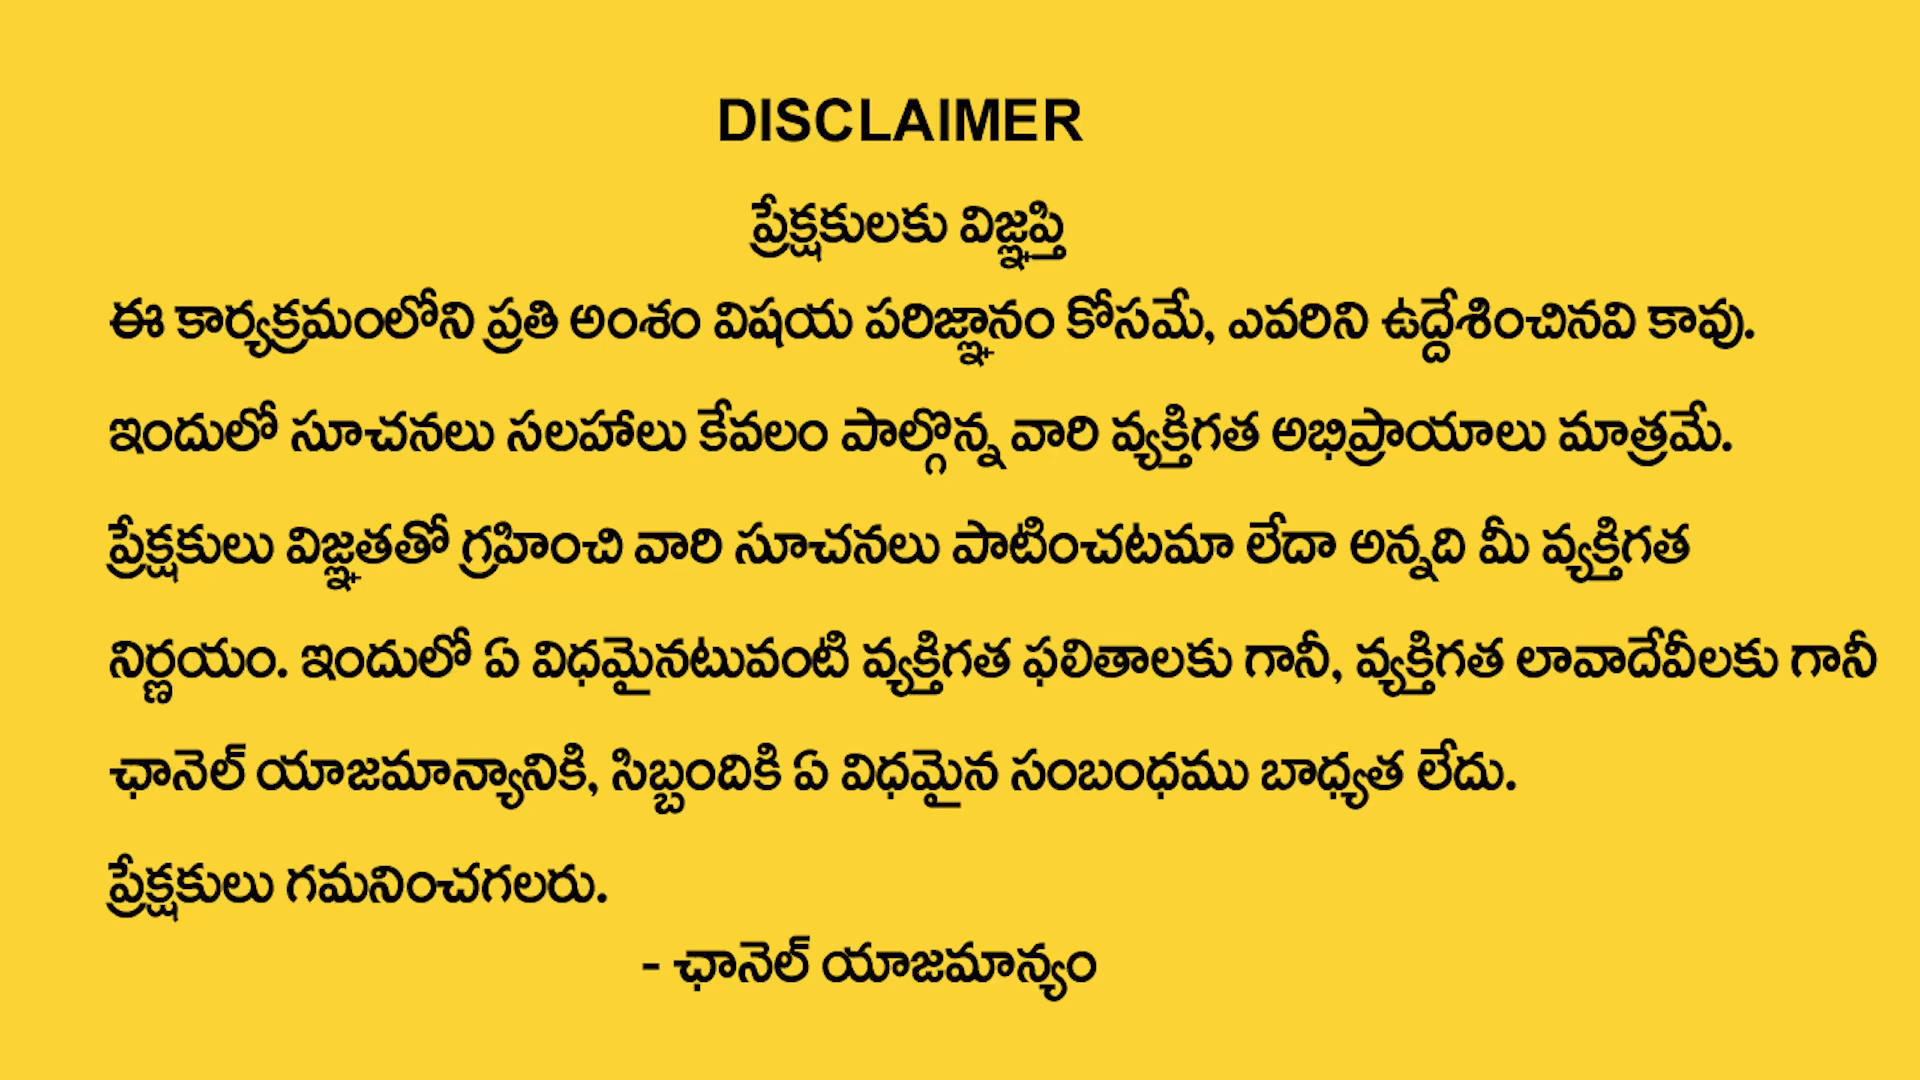 DISCLAIMER
ప్రేక్షకులకు విజ్ఞప్తి
ఈ కార్యక్రమంలోని ప్రతి అంశం విషయ పరిజ్ఞానం కోసమే, ఎవరిని ఉద్దేశించినవి కావు.
ఇందులో సూచనలు సలహాలు కేవలం పాల్గొన్న వారి వ్యక్తిగత అభిప్రాయాలు మాత్రమే.
ప్రేక్షకులు విజ్ఞతతో గ్రహించి వారి సూచనలు పాటించటమా లేదా అన్నది మీ వ్యక్తిగత
నిర్ణయం. ఇందులో ఏ విధమైనటువంటి వ్యక్తిగత ఫలితాలకు గానీ, వ్యక్తిగత లావాదేవీలకు గానీ
ఛానెల్ యాజమాన్యానికి, సిబ్బందికి ఏ విధమైన సంబంధము బాధ్యత లేదు.
ప్రేక్షకులు గమనించగలరు.
- ఛానెల్ యాజమాన్యం